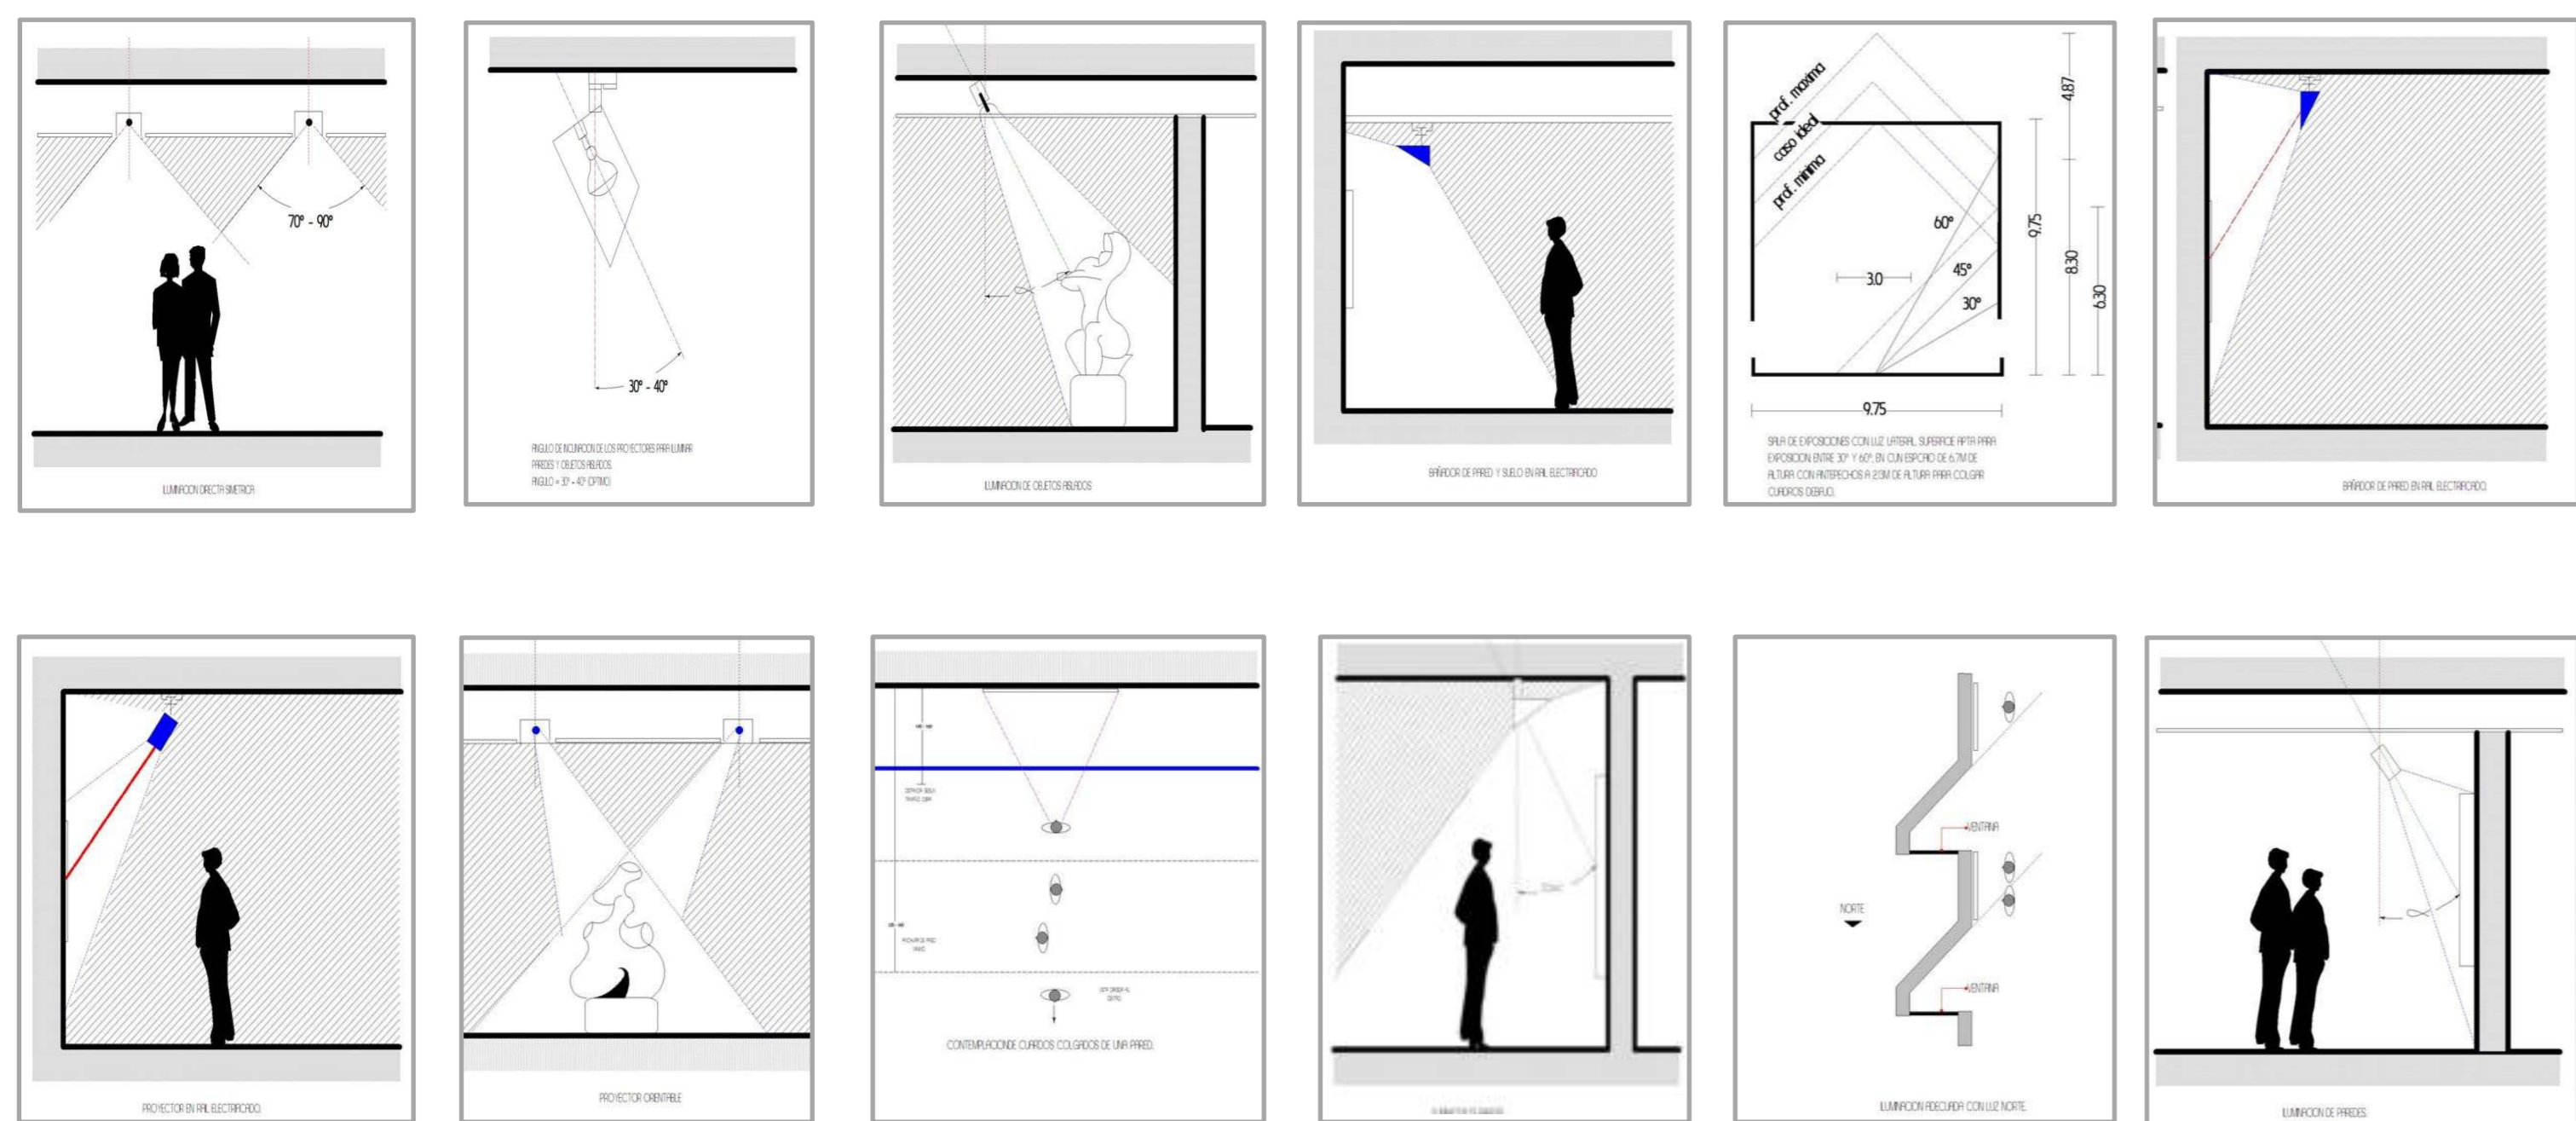 70° - 90°
ILUMINACION DIRECTA SIMETRICA
30° - 40°
ANGULO DE INCLINACION DE LOS PROYECTORES PARA ILUMINAR
PAREDES Y OBJETOS AISLADOS.
ANGULO = 30° - 40° (OPTIMO)
ILUMINACION DE OBJETOS AISLADOS
BAÑADOR DE PARED Y SUELO EN RAIL ELECTRIFICADO
prof. maxima
caso ideal
prof. minima
60°
45°
30°
3.0
4.87
9.75
8.30
6.30
9.75
SALA DE EXPOSICIONES CON LUZ LATERAL. SUPERFICIE APTA PARA
EXPOSICION: ENTRE 30° Y 60°. EN CUN ESPCAIO DE 6.7M DE
ALTURA CON ANTEPECHOS A 2.13M DE ALTURA PARA COLGAR
CUADROS DEBAJO.
BAÑADOR DE PARED EN RAIL ELECTRIFICADO.
PROYECTOR EN RAIL ELECTRIFICADO.
PROYECTOR ORIENTABLE
CONTEMPLACIONDE CUARDOS COLGADOS DE UNA PARED.
VENTANA
NORTE
VENTANA
ILUMINACION ADECUADA CON LUZ NORTE.
ILUMINACION DE PAREDES.